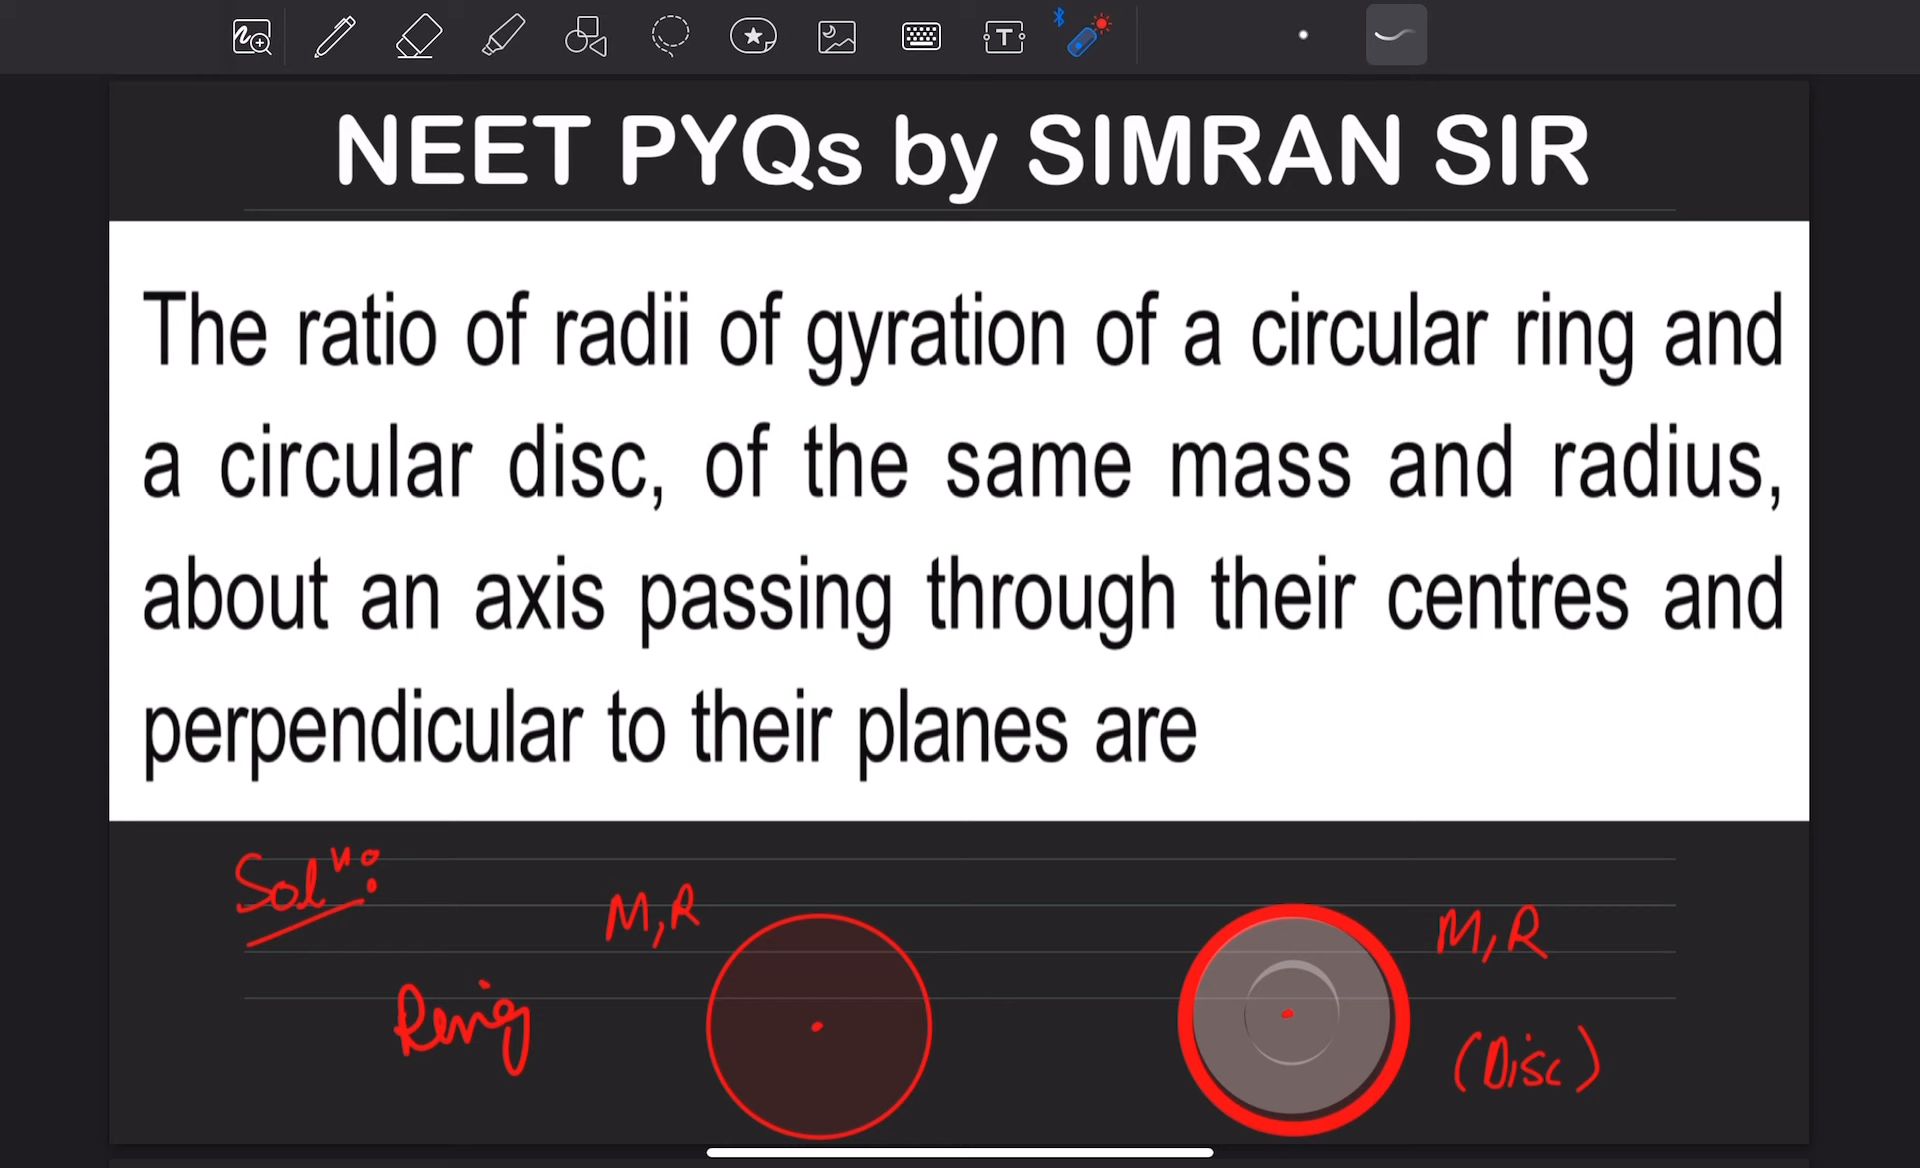 NEET PYQs by SIMRAN SIR
The ratio of radii of gyration of a circular ring and
a circular disc, of the same mass and radius,
about an axis passing through their centres and
perpendicular to their planes are
Solⁿ:
M,R
M,R
Ring
(Disc)